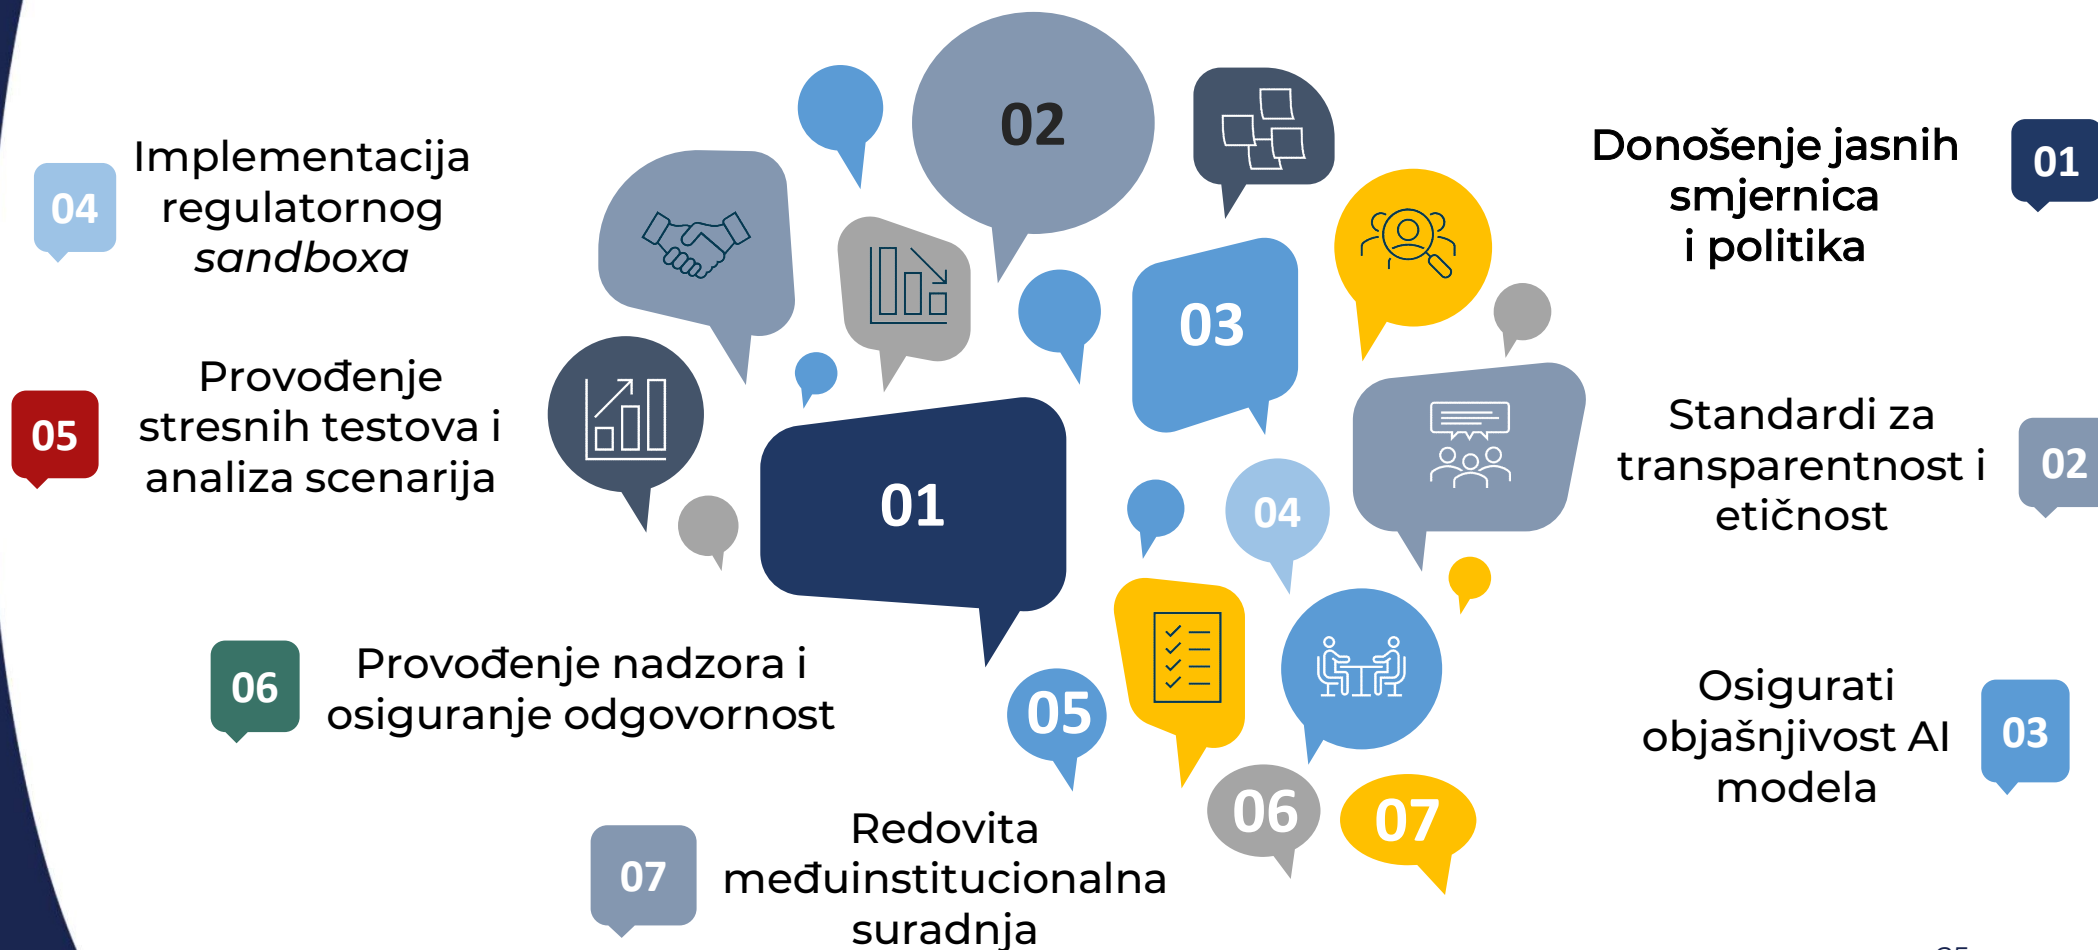 Donošenje jasnih
smjernica
i politika
01
Standardi za
transparentnost i
etičnost
02
Osigurati
objašnjivost AI
modela
03
04
Implementacija
regulatornog
sandboxa
05
Provođenje
stresnih testova i
analiza scenarija
06
Provođenje nadzora i
osiguranje odgovornost
07
Redovita
međuinstitucionalna
suradnja
02
03
01
04
05
06
07